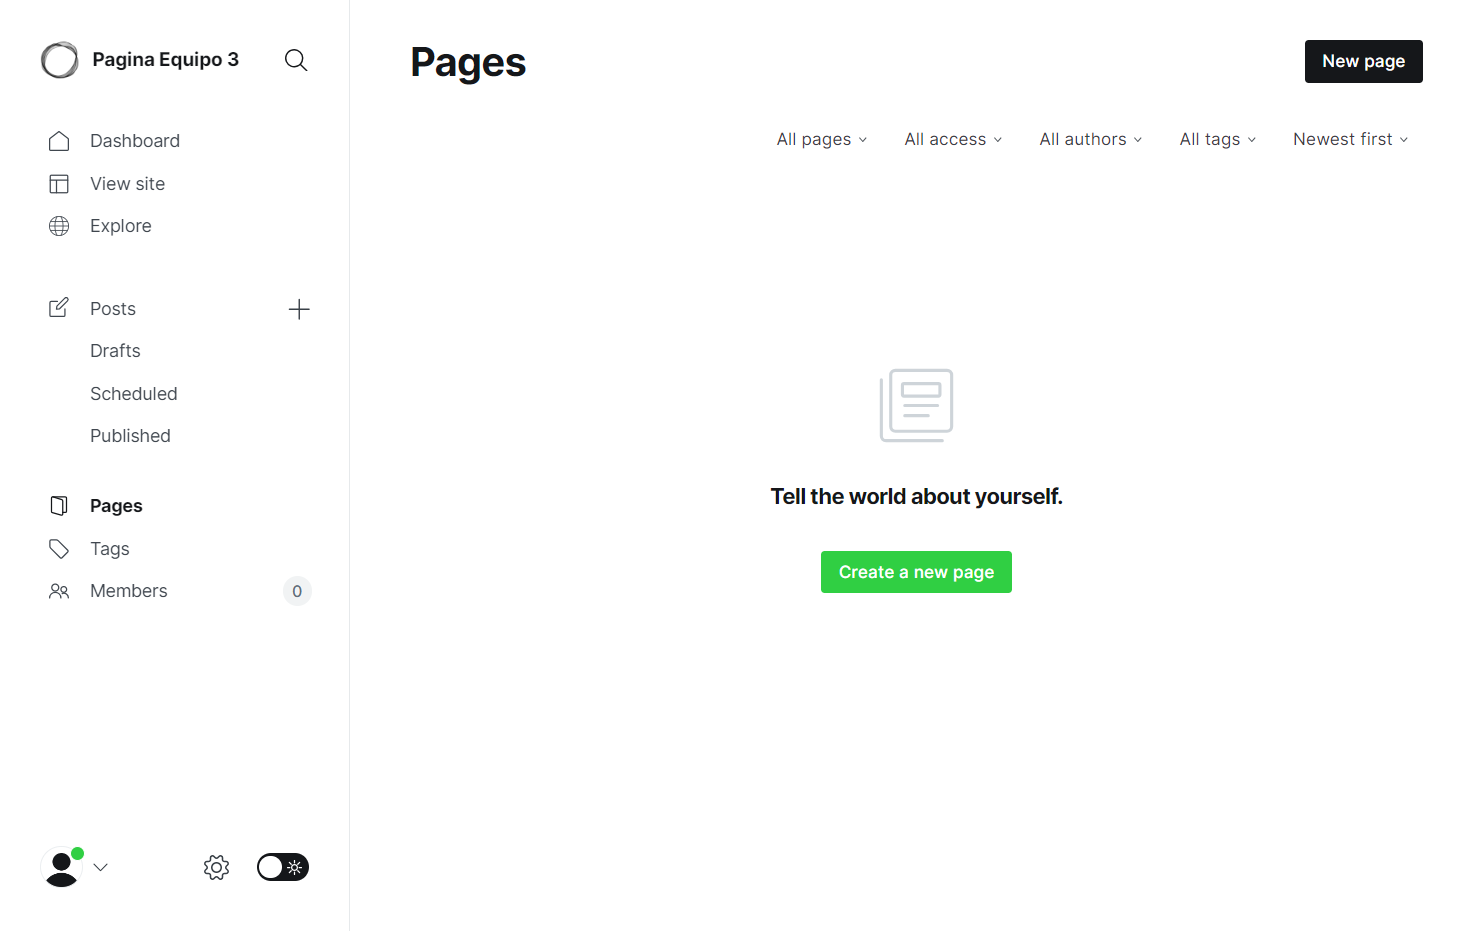 Pagina Equipo 3
Dashboard
View site
Explore
Posts
Drafts
Scheduled
Published
Pages
Tags
Members 0
Pages
New page
All pages All access All authors All tags Newest first
Tell the world about yourself.
Create a new page